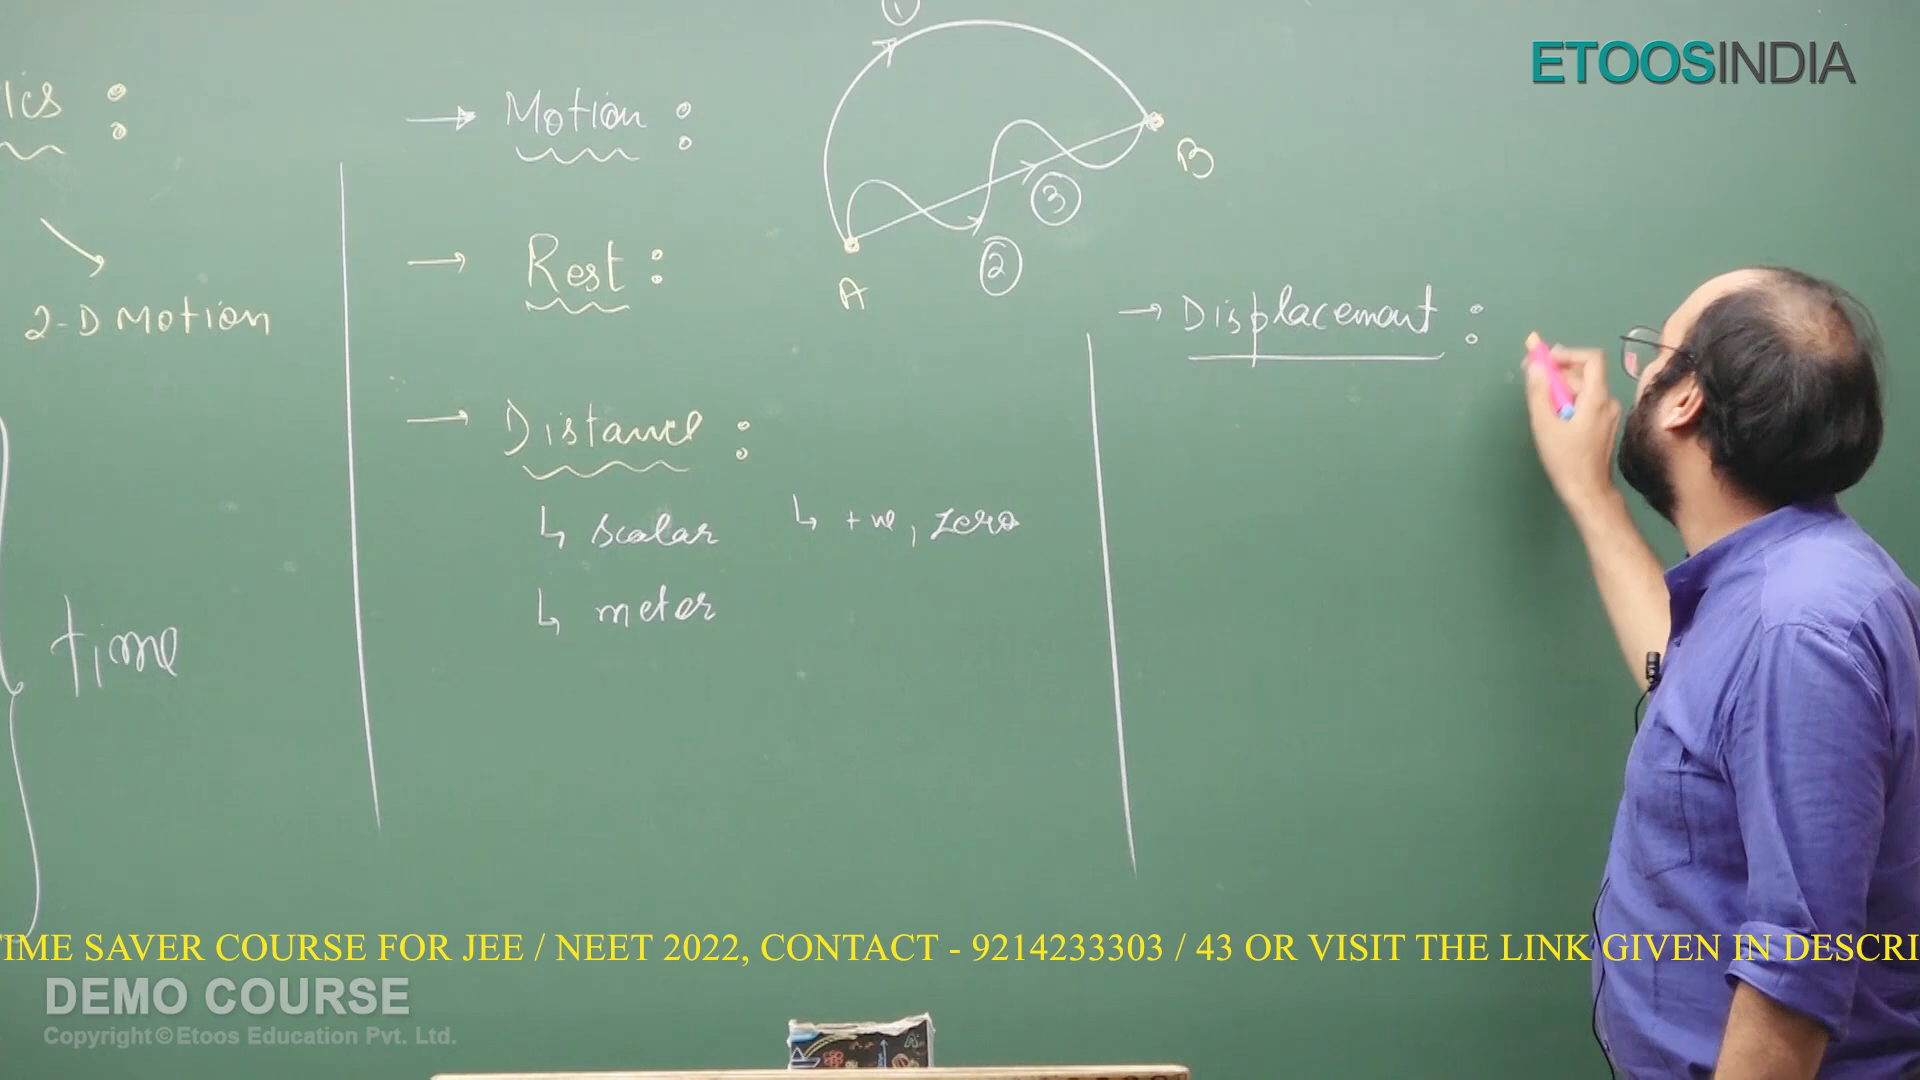 ics :
2-D Motion
time
→ Motion :
→ Rest :
→ Distance :
↳ scalar ↳ +ve, zero
↳ meter
1
2
3
A
B
→ Displacement :
ETOOSINDIA
TIME SAVER COURSE FOR JEE / NEET 2022, CONTACT - 9214233303 / 43 OR VISIT THE LINK GIVEN IN DESCRI
DEMO COURSE
Copyright © Etoos Education Pvt. Ltd.